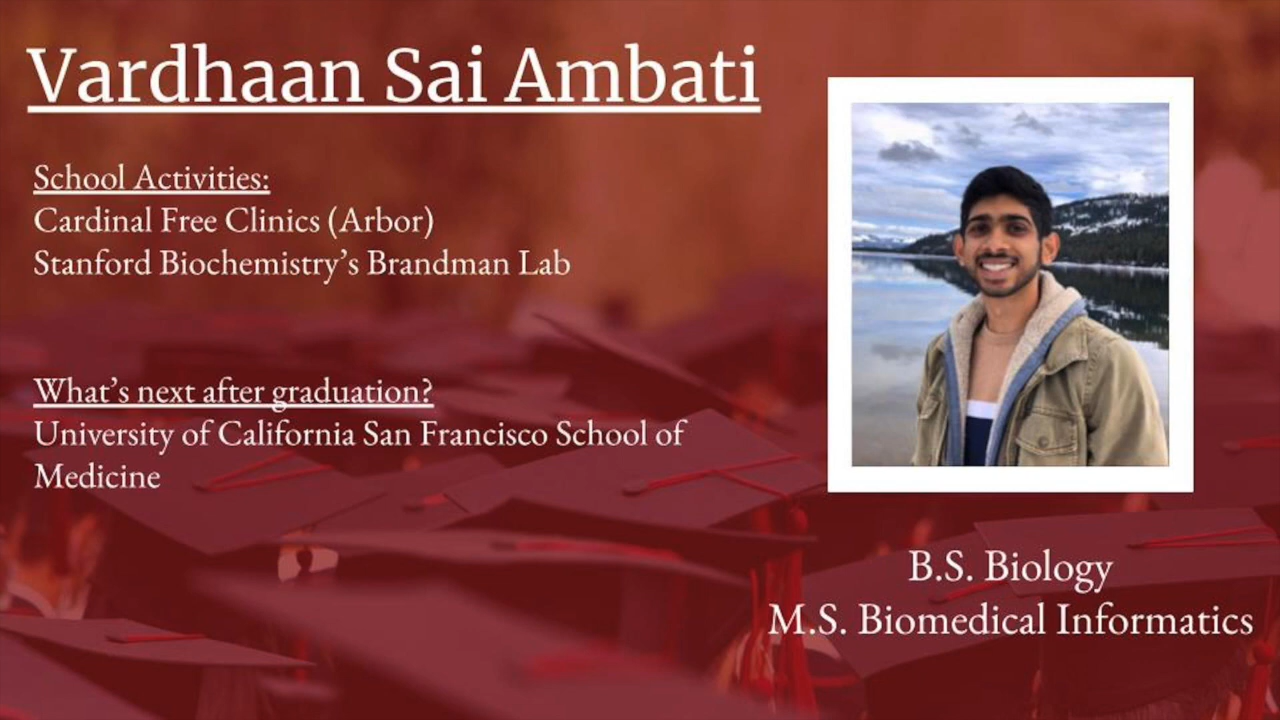 Vardhaan Sai Ambati
School Activities:
Cardinal Free Clinics (Arbor)
Stanford Biochemistry’s Brandman Lab
What’s next after graduation?
University of California San Francisco School of
Medicine
B.S. Biology
M.S. Biomedical Informatics